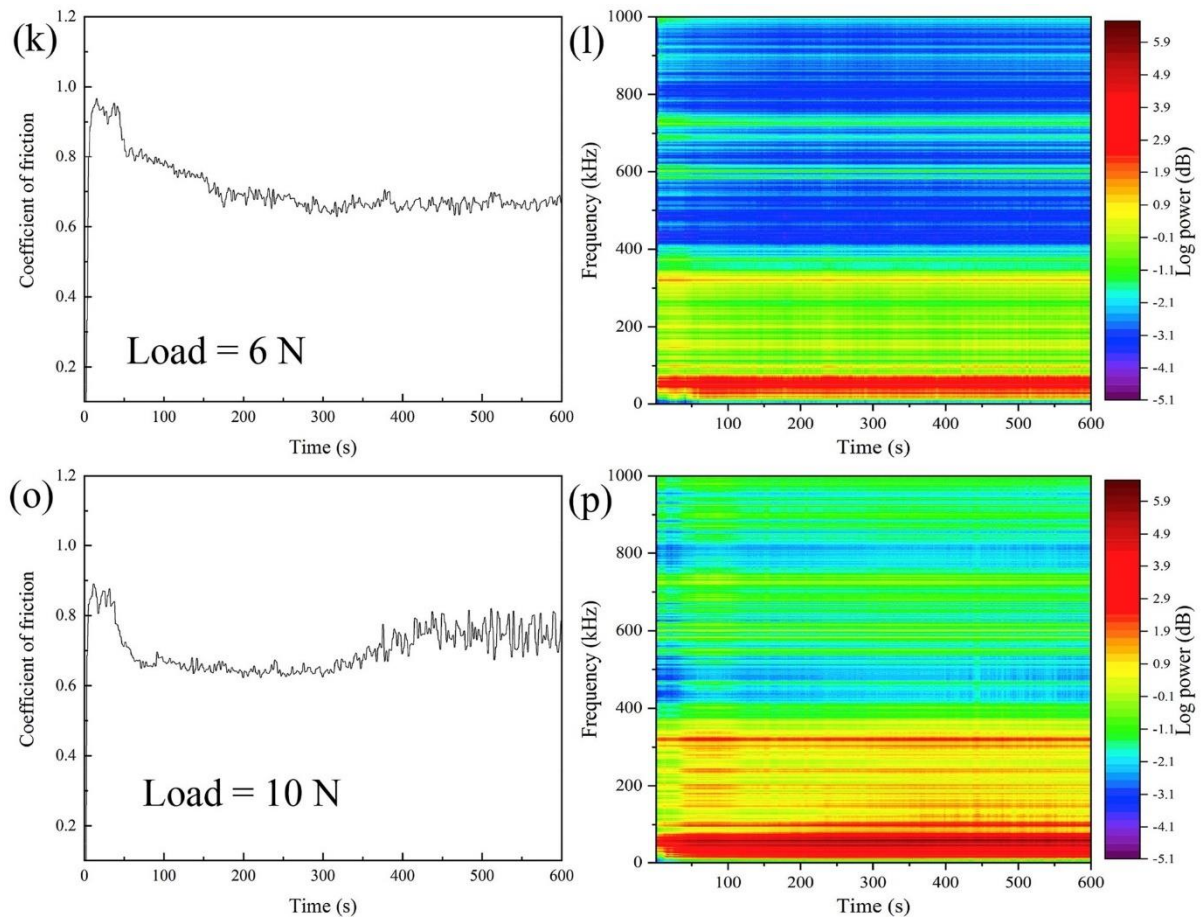 (k)
1.2
1.0
0.8
0.6
0.4
0.2
Coefficient of friction
Load = 6 N
0 100 200 300 400 500 600
Time (s)
(l)
1000
800
600
400
200
0
Frequency (kHz)
100 200 300 400 500 600
Time (s)
5.9
4.9
3.9
2.9
1.9
0.9
-0.1
-1.1
-2.1
-3.1
-4.1
-5.1
Log power (dB)
(o)
1.2
1.0
0.8
0.6
0.4
0.2
Coefficient of friction
Load = 10 N
0 100 200 300 400 500 600
Time (s)
(p)
1000
800
600
400
200
0
Frequency (kHz)
100 200 300 400 500 600
Time (s)
5.9
4.9
3.9
2.9
1.9
0.9
-0.1
-1.1
-2.1
-3.1
-4.1
-5.1
Log power (dB)